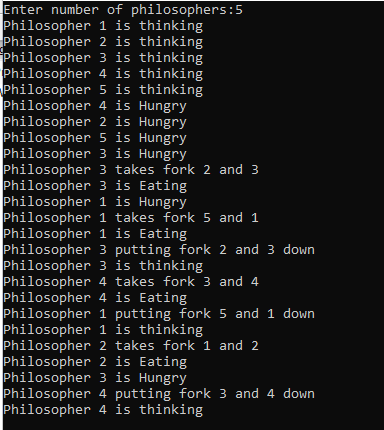 Enter number of philosophers:5
Philosopher 1 is thinking
Philosopher 2 is thinking
Philosopher 3 is thinking
Philosopher 4 is thinking
Philosopher 5 is thinking
Philosopher 4 is Hungry
Philosopher 2 is Hungry
Philosopher 5 is Hungry
Philosopher 3 is Hungry
Philosopher 3 takes fork 2 and 3
Philosopher 3 is Eating
Philosopher 1 is Hungry
Philosopher 1 takes fork 5 and 1
Philosopher 1 is Eating
Philosopher 3 putting fork 2 and 3 down
Philosopher 3 is thinking
Philosopher 4 takes fork 3 and 4
Philosopher 4 is Eating
Philosopher 1 putting fork 5 and 1 down
Philosopher 1 is thinking
Philosopher 2 takes fork 1 and 2
Philosopher 2 is Eating
Philosopher 3 is Hungry
Philosopher 4 putting fork 3 and 4 down
Philosopher 4 is thinking